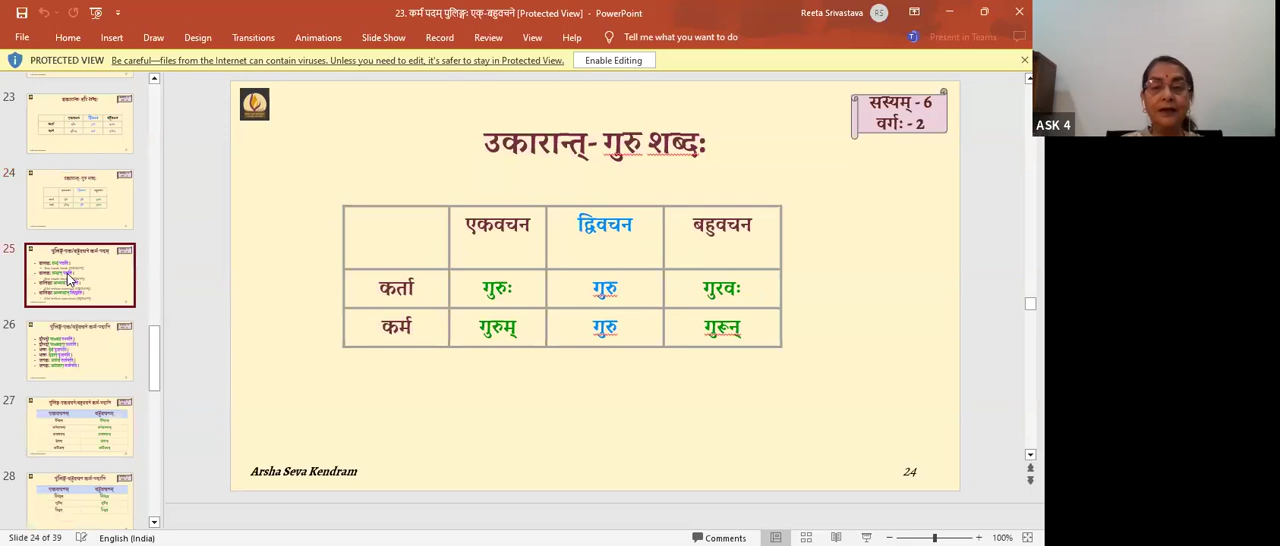 23. कर्म पदम् पुलिङ्गः एक्-बहुवचने [Protected View] - PowerPoint
Reeta Srivastava RS
File Home Insert Draw Design Transitions Animations Slide Show Record Review View Help Tell me what you want to do Present in Teams
PROTECTED VIEW Be careful—files from the Internet can contain viruses. Unless you need to edit, it's safer to stay in Protected View. Enable Editing
23
24
25
26
27
28
सस्यम् - 6
वर्गः - 2
उकारान्त्- गुरु शब्दः
एकवचन द्विवचन बहुवचन
कर्ता गुरुः गुरु गुरवः
कर्म गुरुम् गुरु गुरून्
Arsha Seva Kendram 24
ASK 4
Slide 24 of 39 English (India) Comments 100%